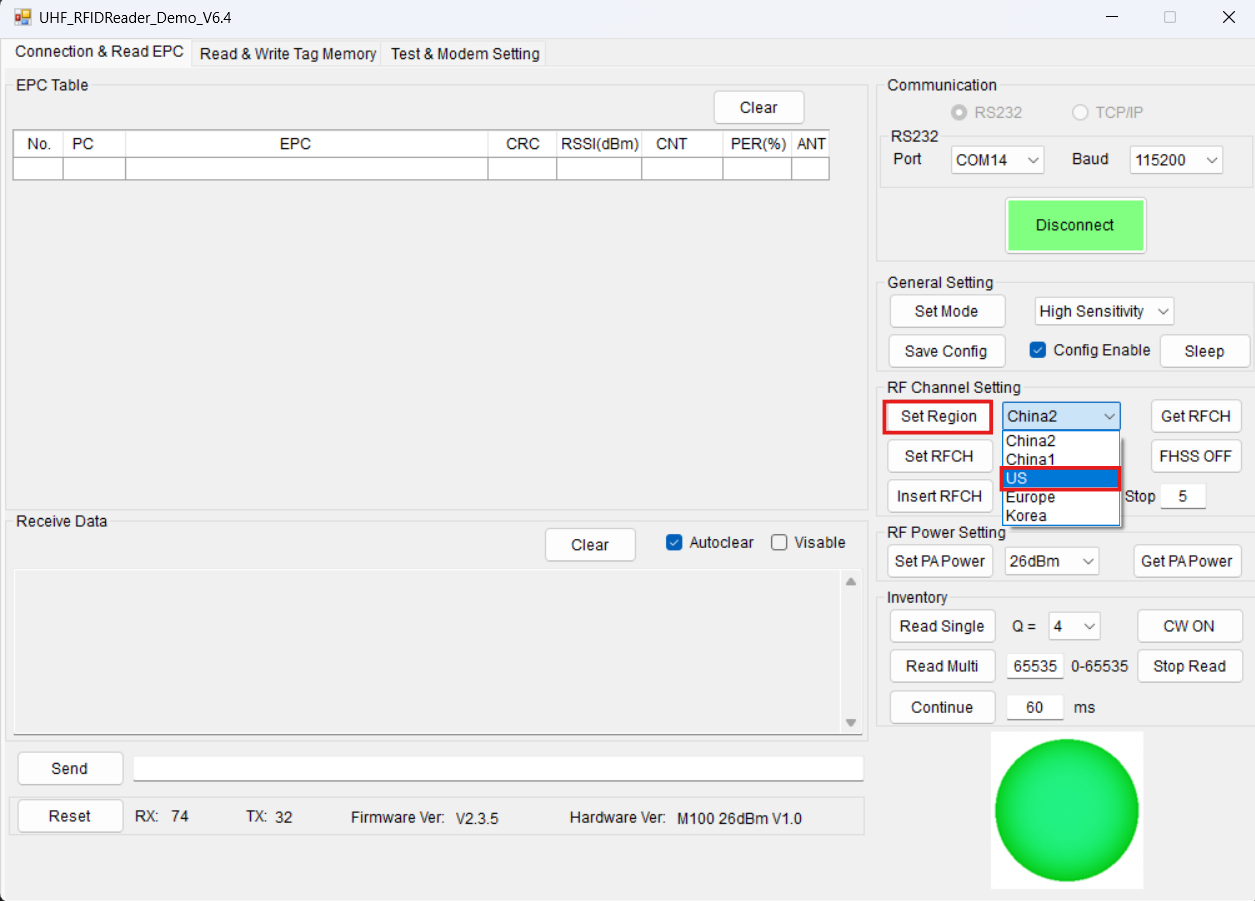 UHF_RFIDReader_Demo_V6.4
Connection & Read EPC Read & Write Tag Memory Test & Modem Setting
EPC Table
Clear
No. PC EPC CRC RSSI(dBm) CNT PER(%) ANT
Communication
RS232 TCP/IP
RS232
Port COM14 Baud 115200
Disconnect
General Setting
Set Mode High Sensitivity
Save Config Config Enable Sleep
RF Channel Setting
Set Region China2 Get RFCH
China2
China1
US
Europe
Korea
Set RFCH FHSS OFF
Insert RFCH Stop 5
RF Power Setting
Set PA Power 26dBm Get PA Power
Inventory
Read Single Q = 4 CW ON
Read Multi 65535 0-65535 Stop Read
Continue 60 ms
Receive Data
Clear Autoclear Visable
Send
Reset RX: 74 TX: 32 Firmware Ver: V2.3.5 Hardware Ver: M100 26dBm V1.0